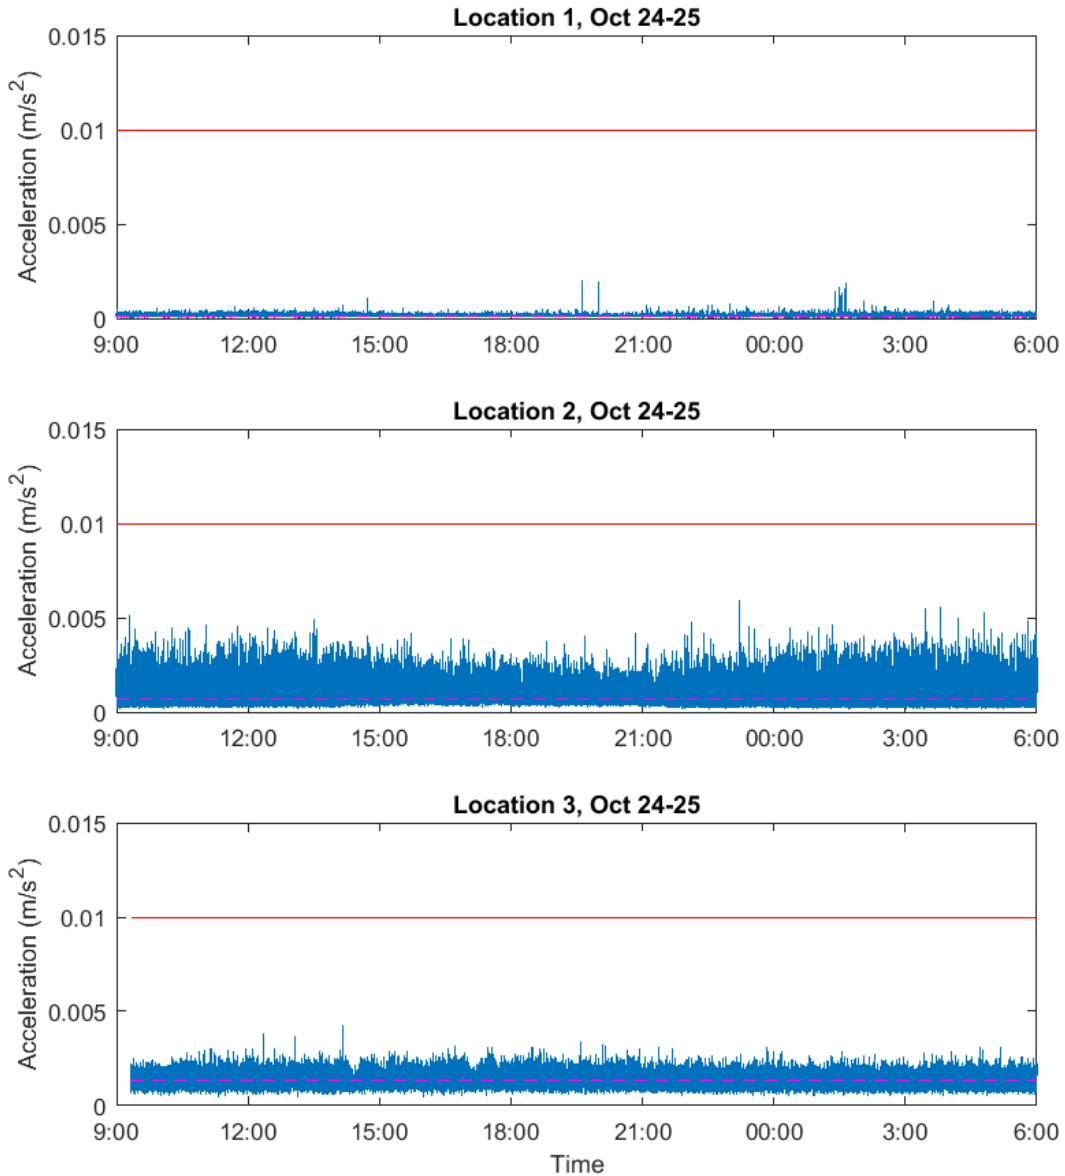 Location 1, Oct 24-25
Acceleration (m/s²)
0.015
0.01
0.005
0
9:00 12:00 15:00 18:00 21:00 00:00 3:00 6:00
Location 2, Oct 24-25
Acceleration (m/s²)
0.015
0.01
0.005
0
9:00 12:00 15:00 18:00 21:00 00:00 3:00 6:00
Location 3, Oct 24-25
Acceleration (m/s²)
0.015
0.01
0.005
0
9:00 12:00 15:00 18:00 21:00 00:00 3:00 6:00
Time